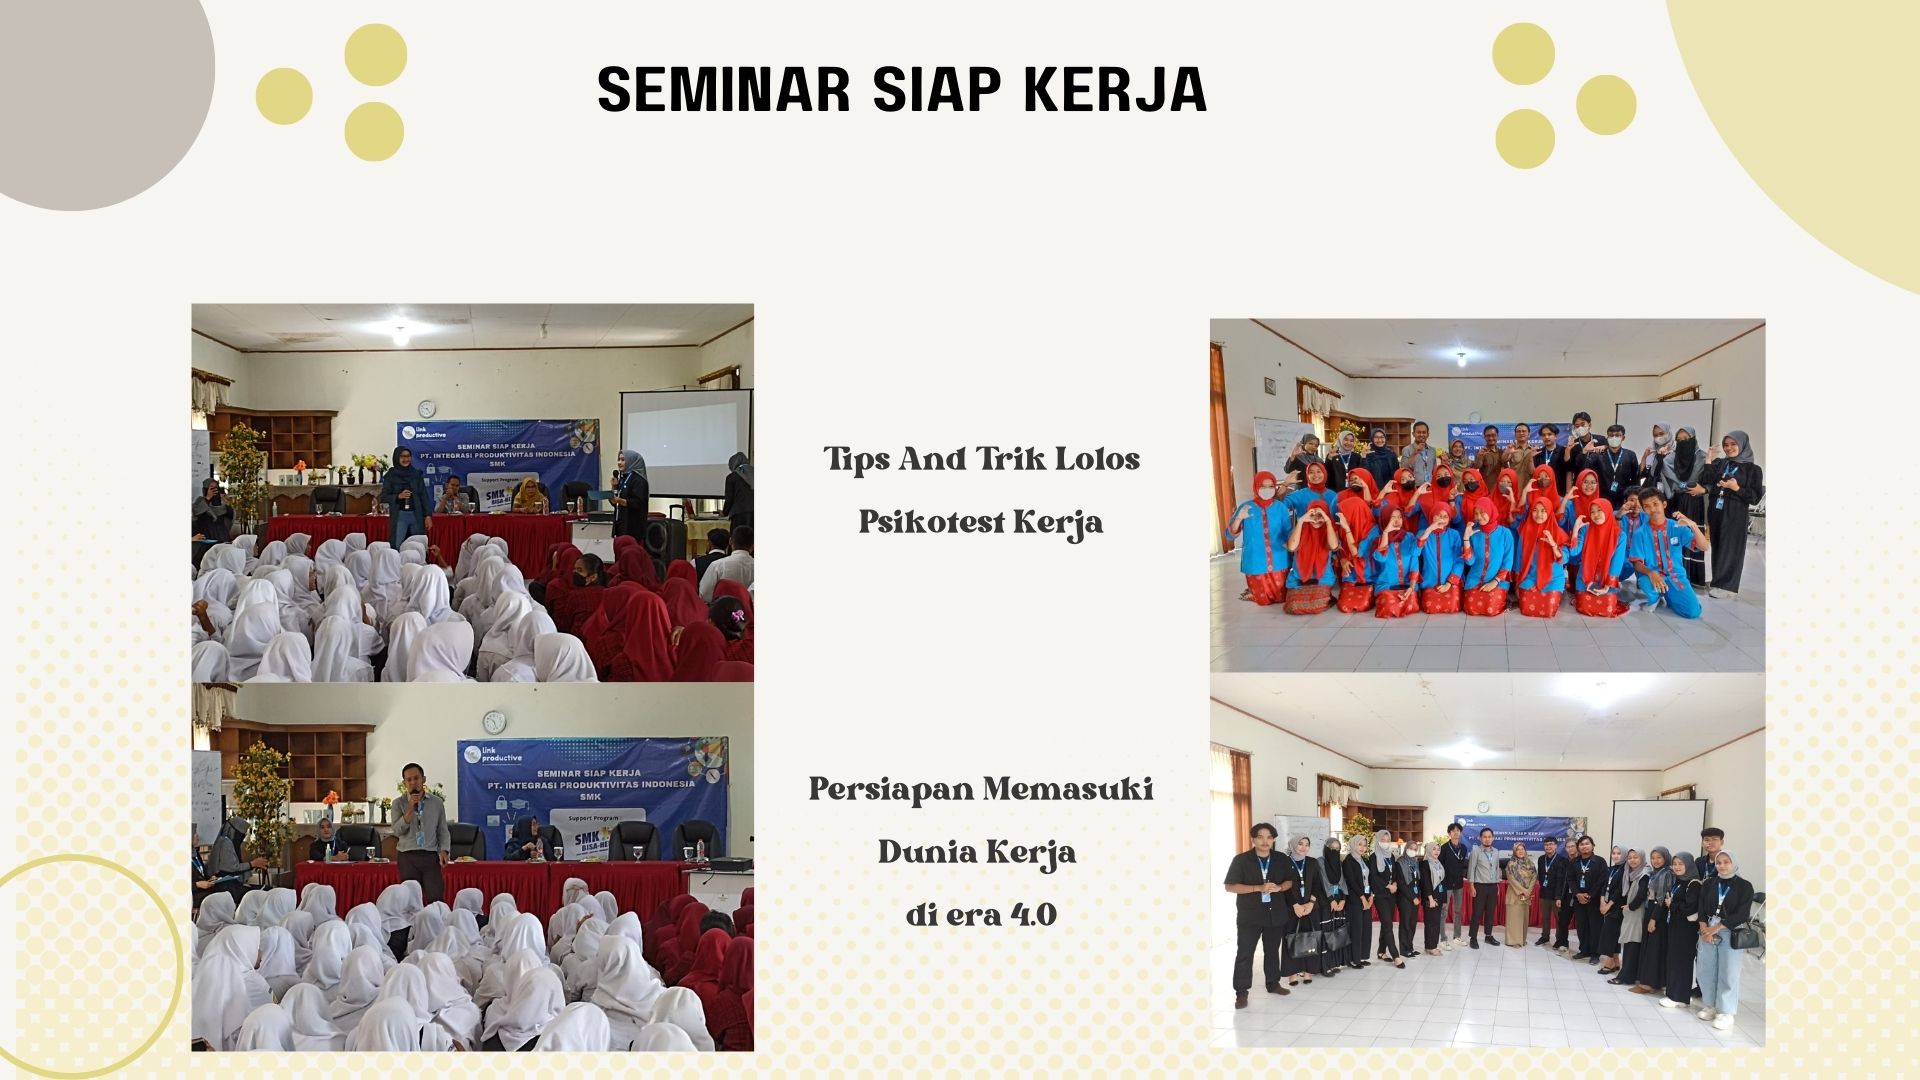 SEMINAR SIAP KERJA
link
productive
SEMINAR SIAP KERJA
PT. INTEGRASI PRODUKTIVITAS INDONESIA
SMK
Support Program :
SMK
Tips And Trik Lolos
Psikotest Kerja
link
productive
SEMINAR SIAP KERJA
PT. INTEGRASI PRODUKTIVITAS INDONESIA
SMK
Support Program :
SMK
BISA-HE
Persiapan Memasuki
Dunia Kerja
di era 4.0
SEMINAR SIAP KERJA